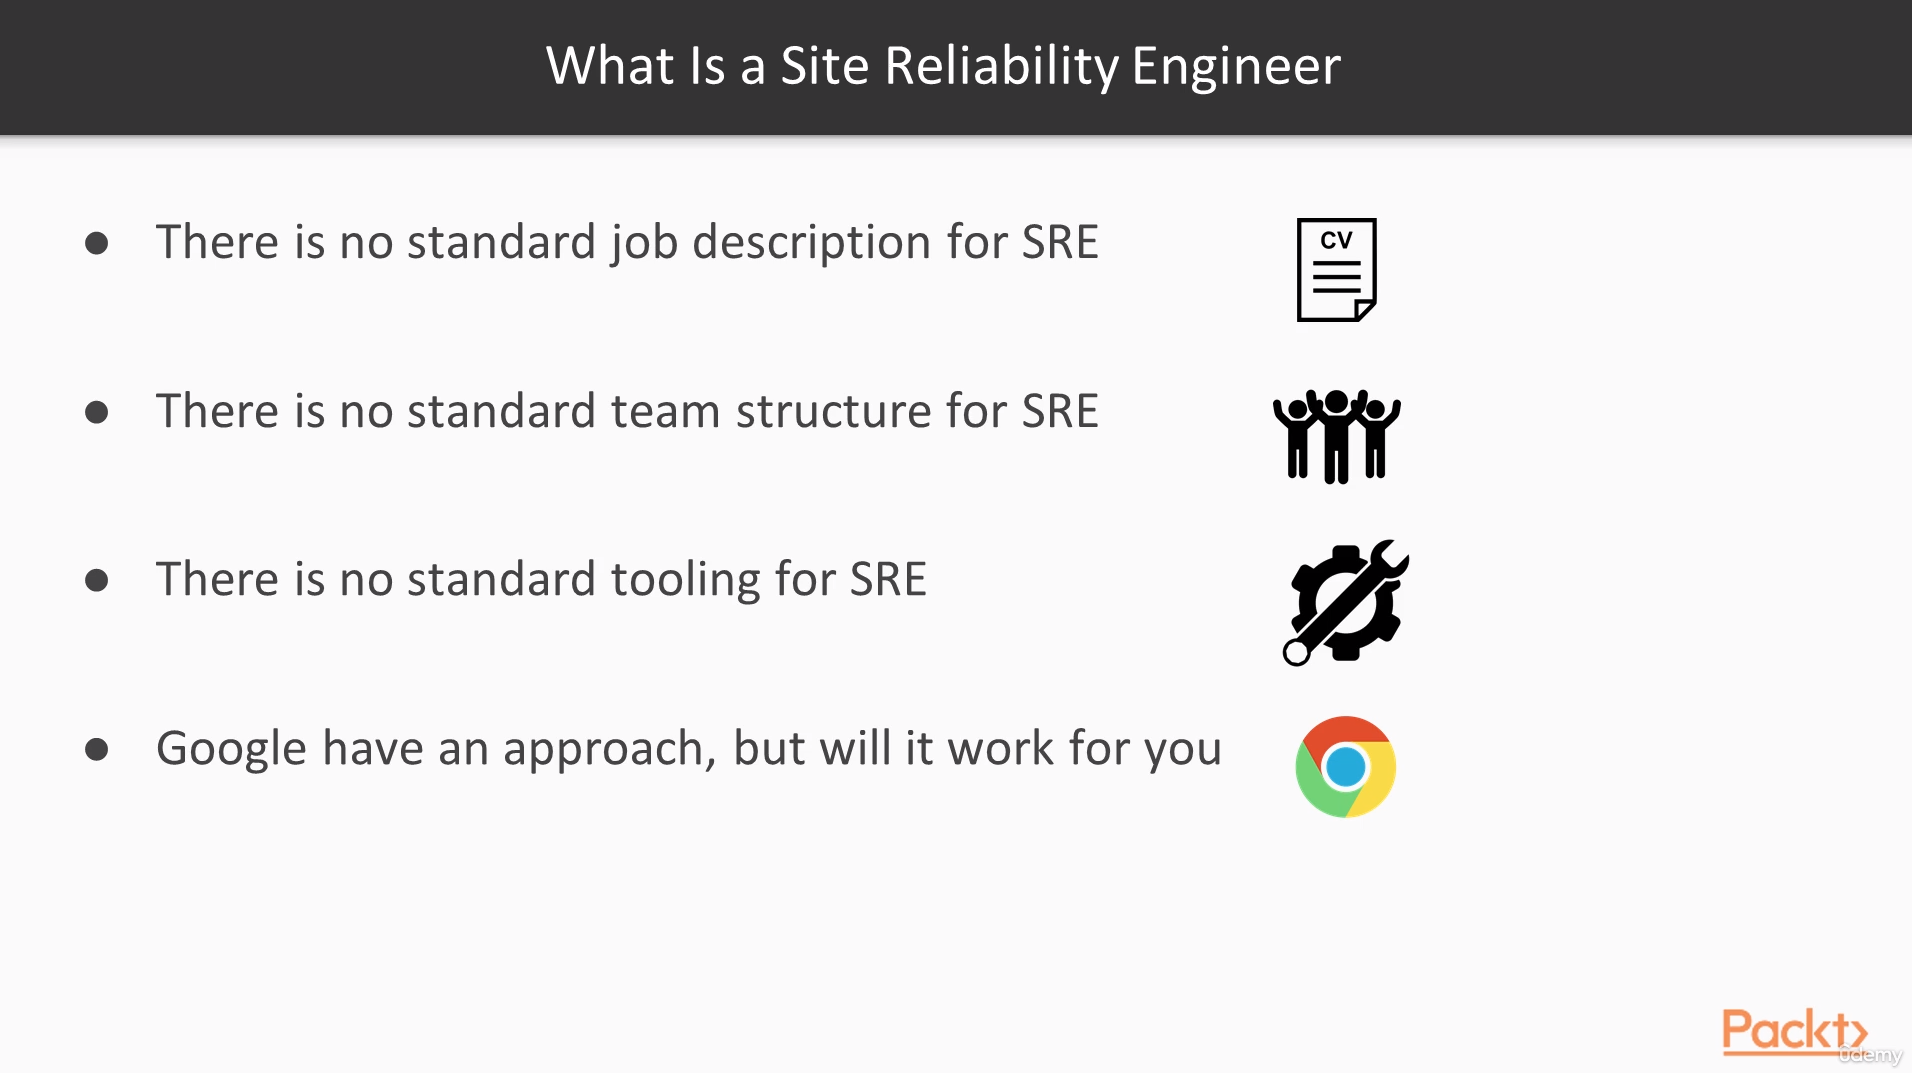 What Is a Site Reliability Engineer
● There is no standard job description for SRE
CV
● There is no standard team structure for SRE
● There is no standard tooling for SRE
● Google have an approach, but will it work for you
Packt>
ûdemy